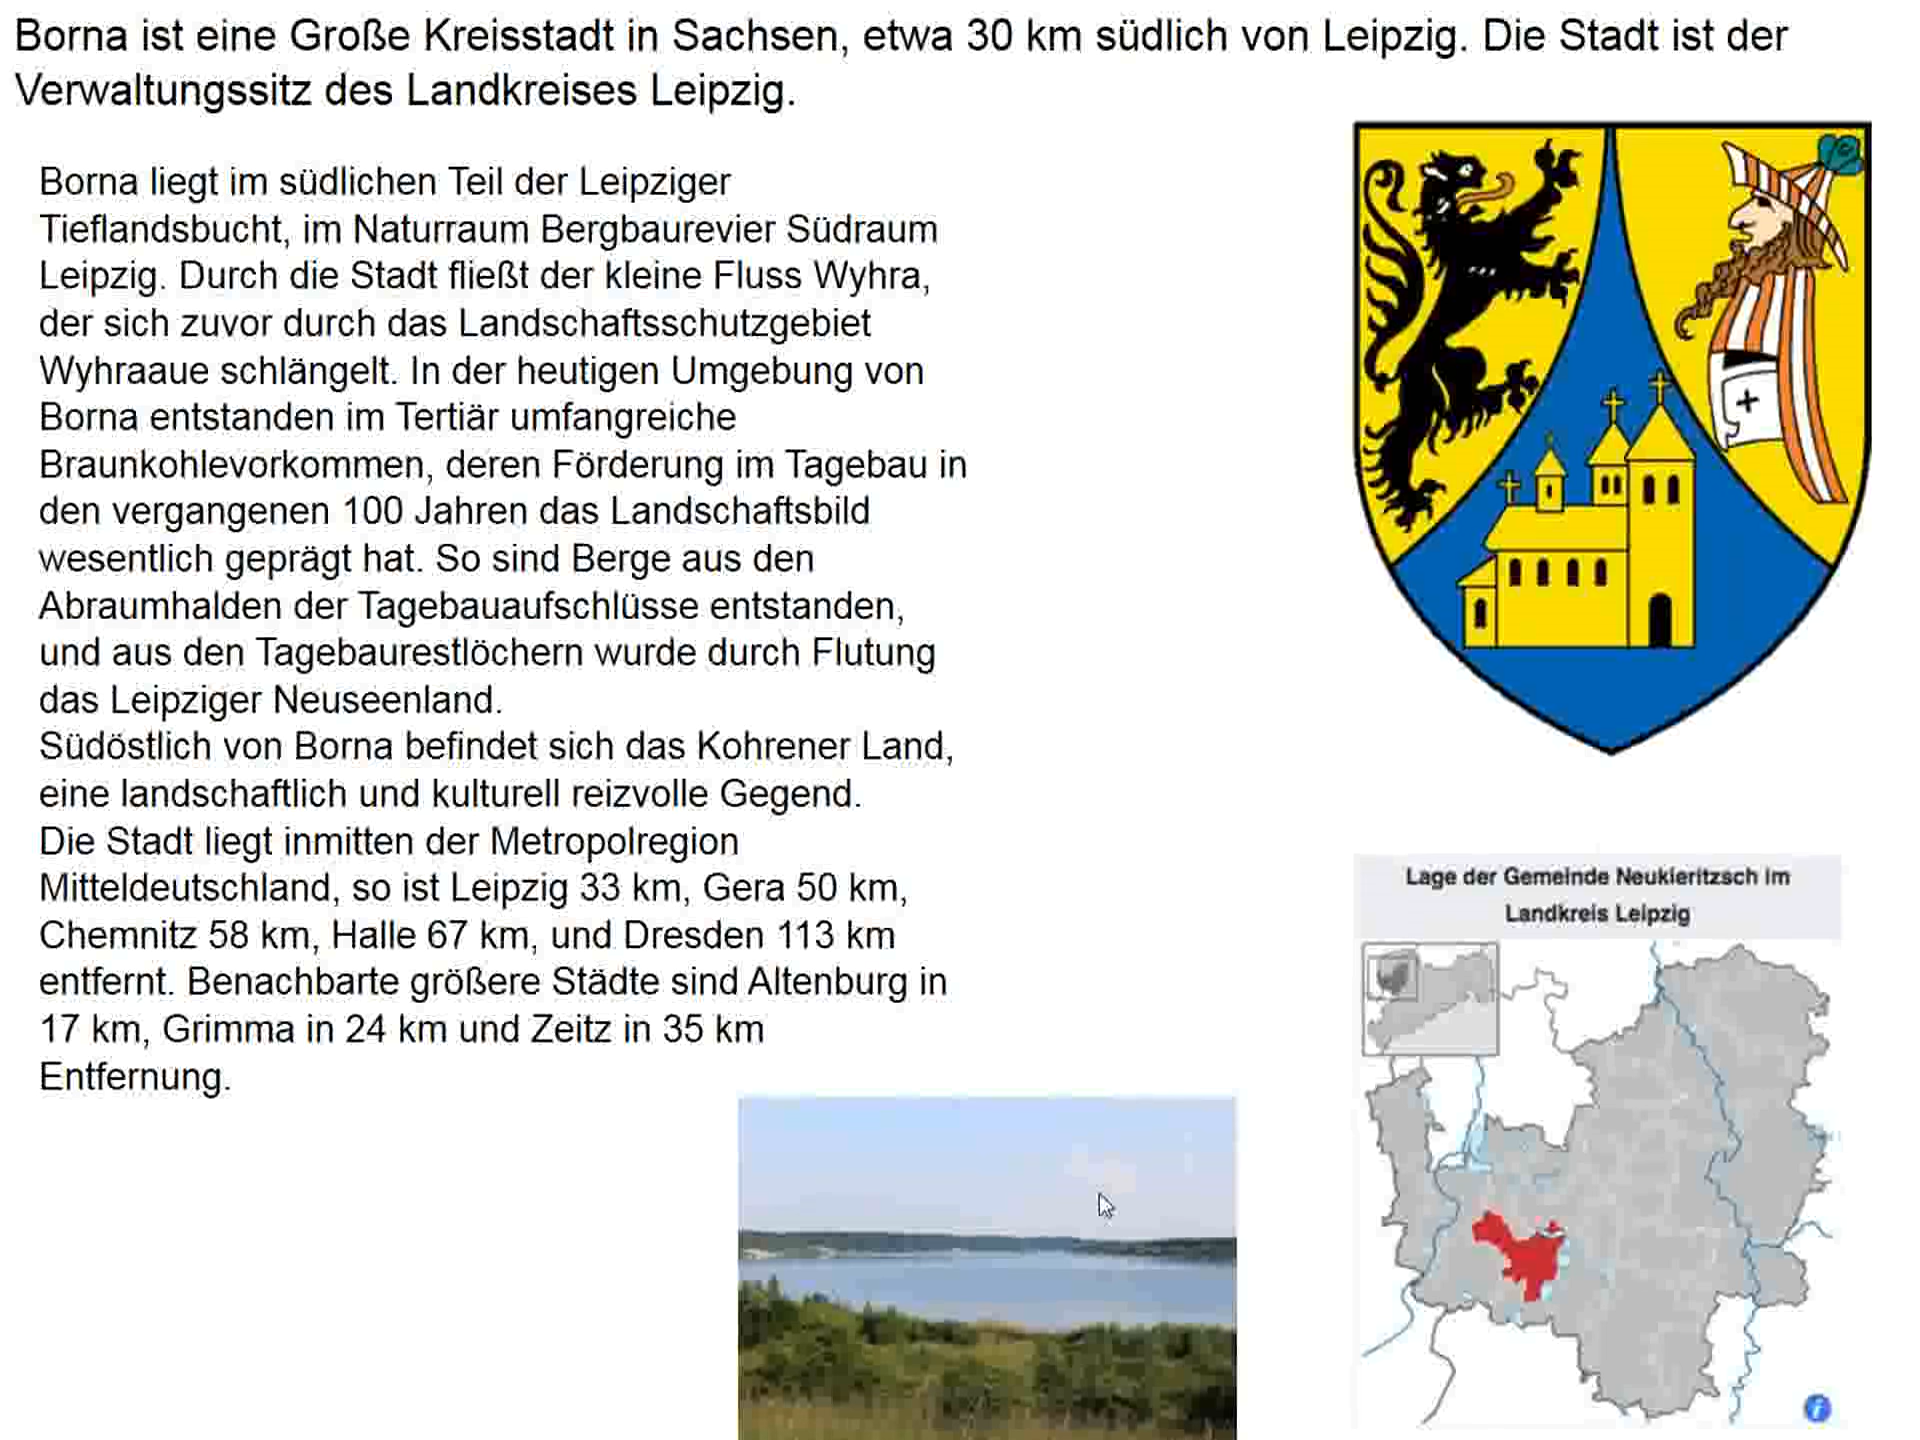 Borna ist eine Große Kreisstadt in Sachsen, etwa 30 km südlich von Leipzig. Die Stadt ist der
Verwaltungssitz des Landkreises Leipzig.
Borna liegt im südlichen Teil der Leipziger
Tieflandsbucht, im Naturraum Bergbaurevier Südraum
Leipzig. Durch die Stadt fließt der kleine Fluss Wyhra,
der sich zuvor durch das Landschaftsschutzgebiet
Wyhraaue schlängelt. In der heutigen Umgebung von
Borna entstanden im Tertiär umfangreiche
Braunkohlevorkommen, deren Förderung im Tagebau in
den vergangenen 100 Jahren das Landschaftsbild
wesentlich geprägt hat. So sind Berge aus den
Abraumhalden der Tagebauaufschlüsse entstanden,
und aus den Tagebaurestlöchern wurde durch Flutung
das Leipziger Neuseenland.
Südöstlich von Borna befindet sich das Kohrener Land,
eine landschaftlich und kulturell reizvolle Gegend.
Die Stadt liegt inmitten der Metropolregion
Mitteldeutschland, so ist Leipzig 33 km, Gera 50 km,
Chemnitz 58 km, Halle 67 km, und Dresden 113 km
entfernt. Benachbarte größere Städte sind Altenburg in
17 km, Grimma in 24 km und Zeitz in 35 km
Entfernung.
Lage der Gemeinde Neukieritzsch im
Landkreis Leipzig
i